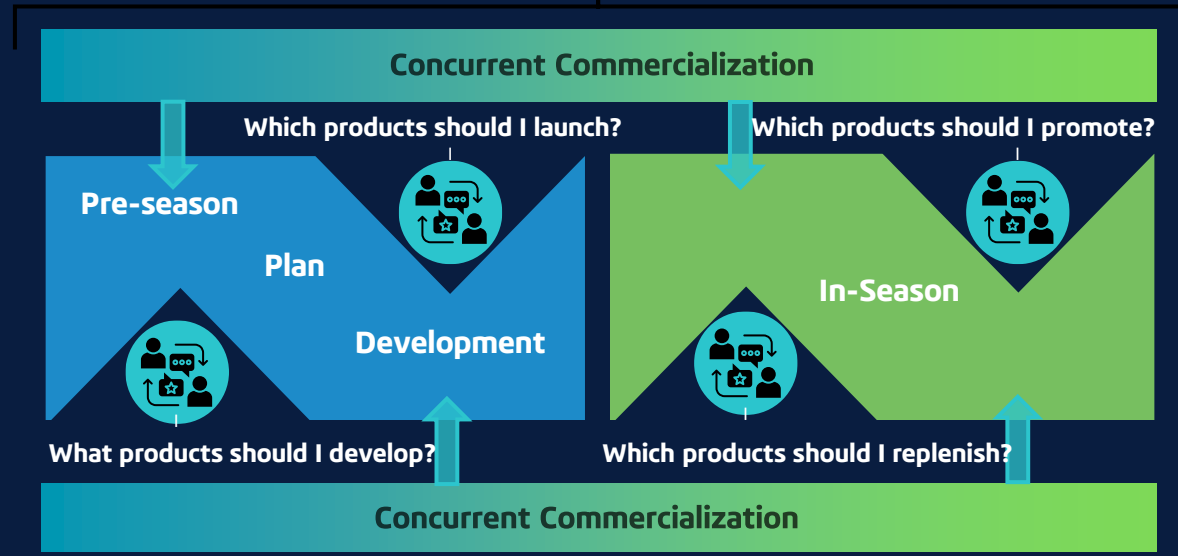 Concurrent Commercialization
Which products should I launch?
Which products should I promote?
Pre-season
Plan
Development
In-Season
What products should I develop?
Which products should I replenish?
Concurrent Commercialization